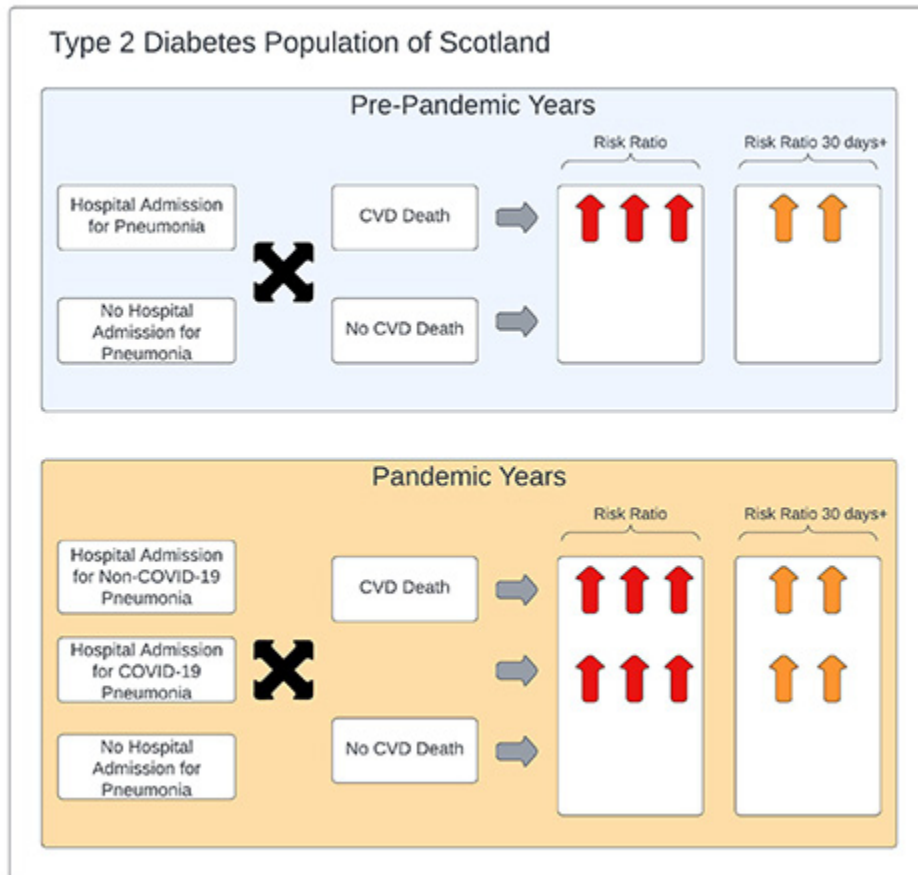 Type 2 Diabetes Population of Scotland
Pre-Pandemic Years
Risk Ratio
Risk Ratio 30 days+
Hospital Admission
for Pneumonia
CVD Death
No Hospital
Admission for
Pneumonia
No CVD Death
Pandemic Years
Risk Ratio
Risk Ratio 30 days+
Hospital Admission
for Non-COVID-19
Pneumonia
CVD Death
Hospital Admission
for COVID-19
Pneumonia
No Hospital
Admission for
Pneumonia
No CVD Death